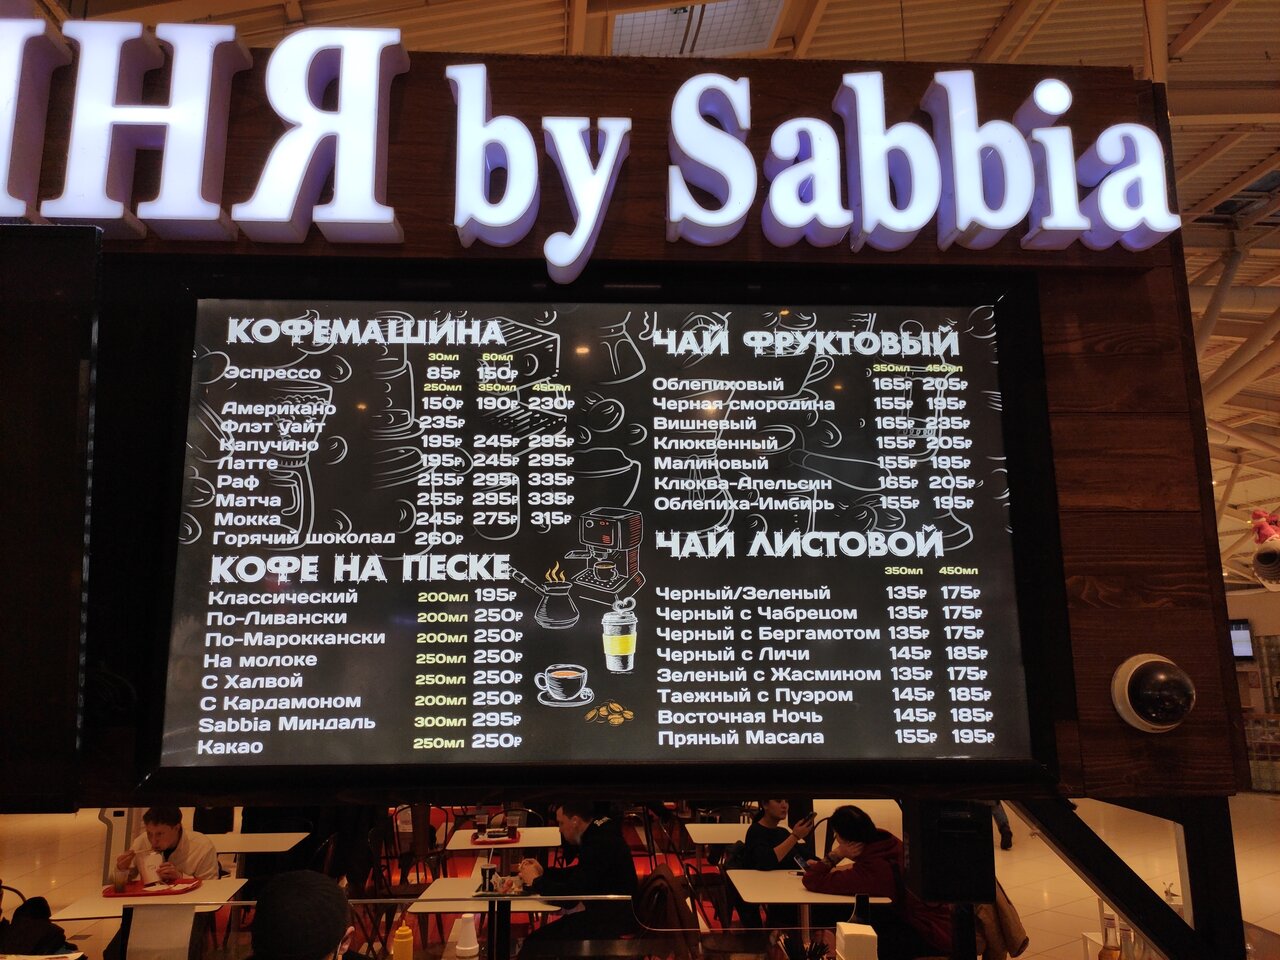 ня by Sabbia
КОФЕМАШИНА
30мл 60мл
Эспрессо 85₽ 150₽
250мл 350мл 450мл
Американо 150₽ 190₽ 230₽
Флэт уайт 235₽
Капучино 195₽ 245₽ 295₽
Латте 195₽ 245₽ 295₽
Раф 255₽ 295₽ 335₽
Матча 255₽ 295₽ 335₽
Мокка 245₽ 275₽ 315₽
Горячий шоколад 260₽
КОФЕ НА ПЕСКЕ
Классический 200мл 195₽
По-Ливански 200мл 250₽
По-Мароккански 200мл 250₽
На молоке 250мл 250₽
С Халвой 250мл 250₽
С Кардамоном 200мл 250₽
Sabbia Миндаль 300мл 295₽
Какао 250мл 250₽
ЧАЙ ФРУКТОВЫЙ
350мл 450мл
Облепиховый 165₽ 205₽
Черная смородина 155₽ 195₽
Вишневый 165₽ 235₽
Клюквенный 155₽ 205₽
Малиновый 155₽ 195₽
Клюква-Апельсин 165₽ 205₽
Облепиха-Имбирь 155₽ 195₽
ЧАЙ ЛИСТОВОЙ
350мл 450мл
Черный/Зеленый 135₽ 175₽
Черный с Чабрецом 135₽ 175₽
Черный с Бергамотом 135₽ 175₽
Черный с Личи 145₽ 185₽
Зеленый с Жасмином 135₽ 175₽
Таежный с Пуэром 145₽ 185₽
Восточная Ночь 145₽ 185₽
Пряный Масала 155₽ 195₽